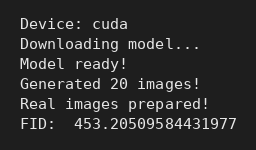 Device: cuda
Downloading model...
Model ready!
Generated 20 images!
Real images prepared!
FID:  453.20509584431977